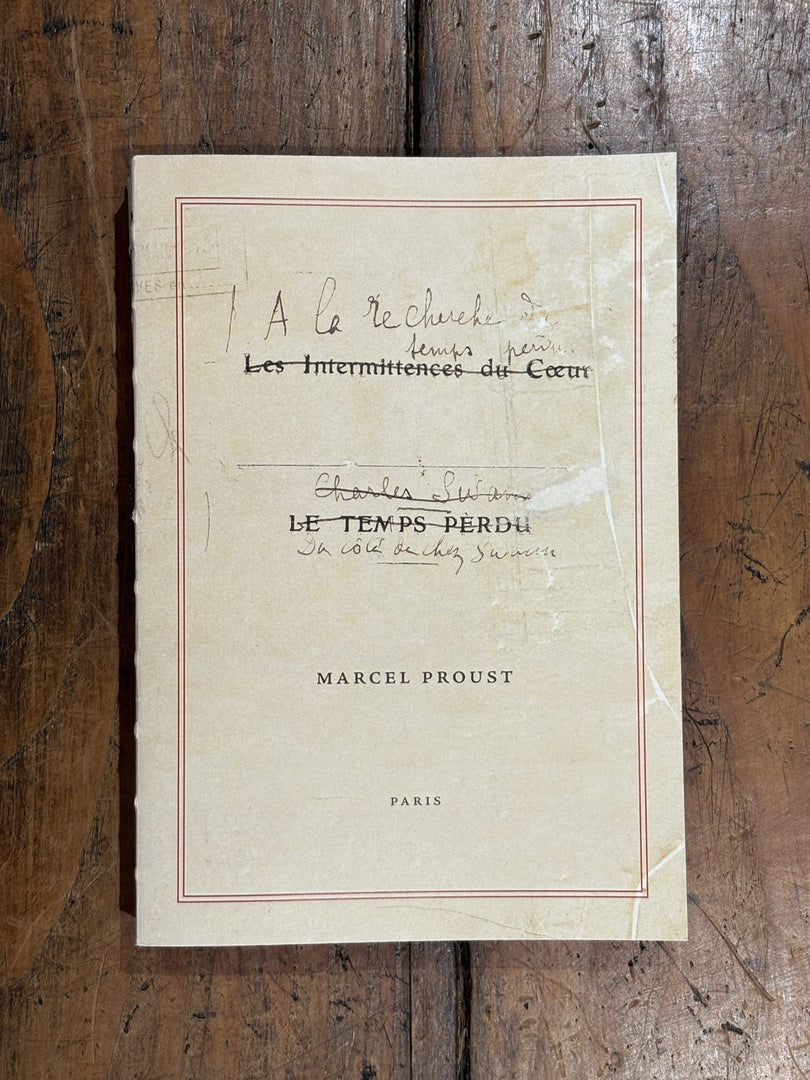 A la recherche du
temps perdu
Les Intermittences du Cœur
Charles Swann
LE TEMPS PERDU
Du côté de chez Swann
MARCEL PROUST
PARIS